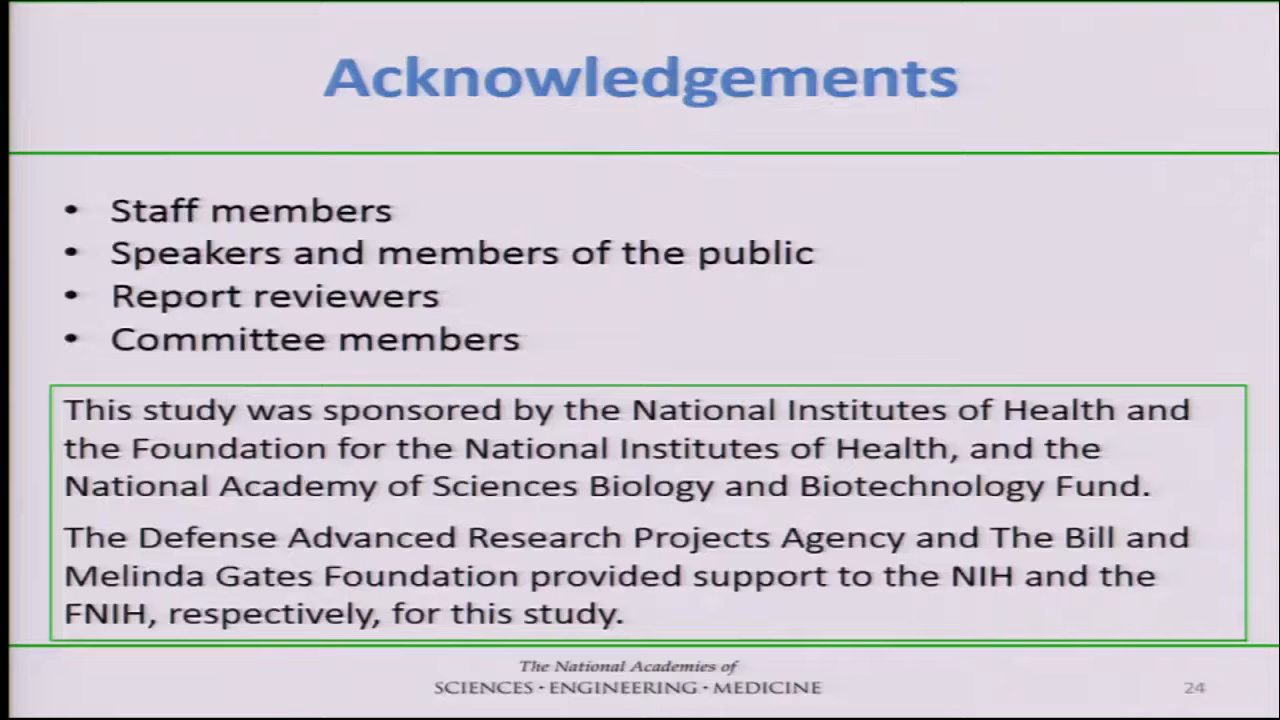 Acknowledgements
• Staff members
• Speakers and members of the public
• Report reviewers
• Committee members
This study was sponsored by the National Institutes of Health and
the Foundation for the National Institutes of Health, and the
National Academy of Sciences Biology and Biotechnology Fund.
The Defense Advanced Research Projects Agency and The Bill and
Melinda Gates Foundation provided support to the NIH and the
FNIH, respectively, for this study.
The National Academies of
SCIENCES · ENGINEERING · MEDICINE
24